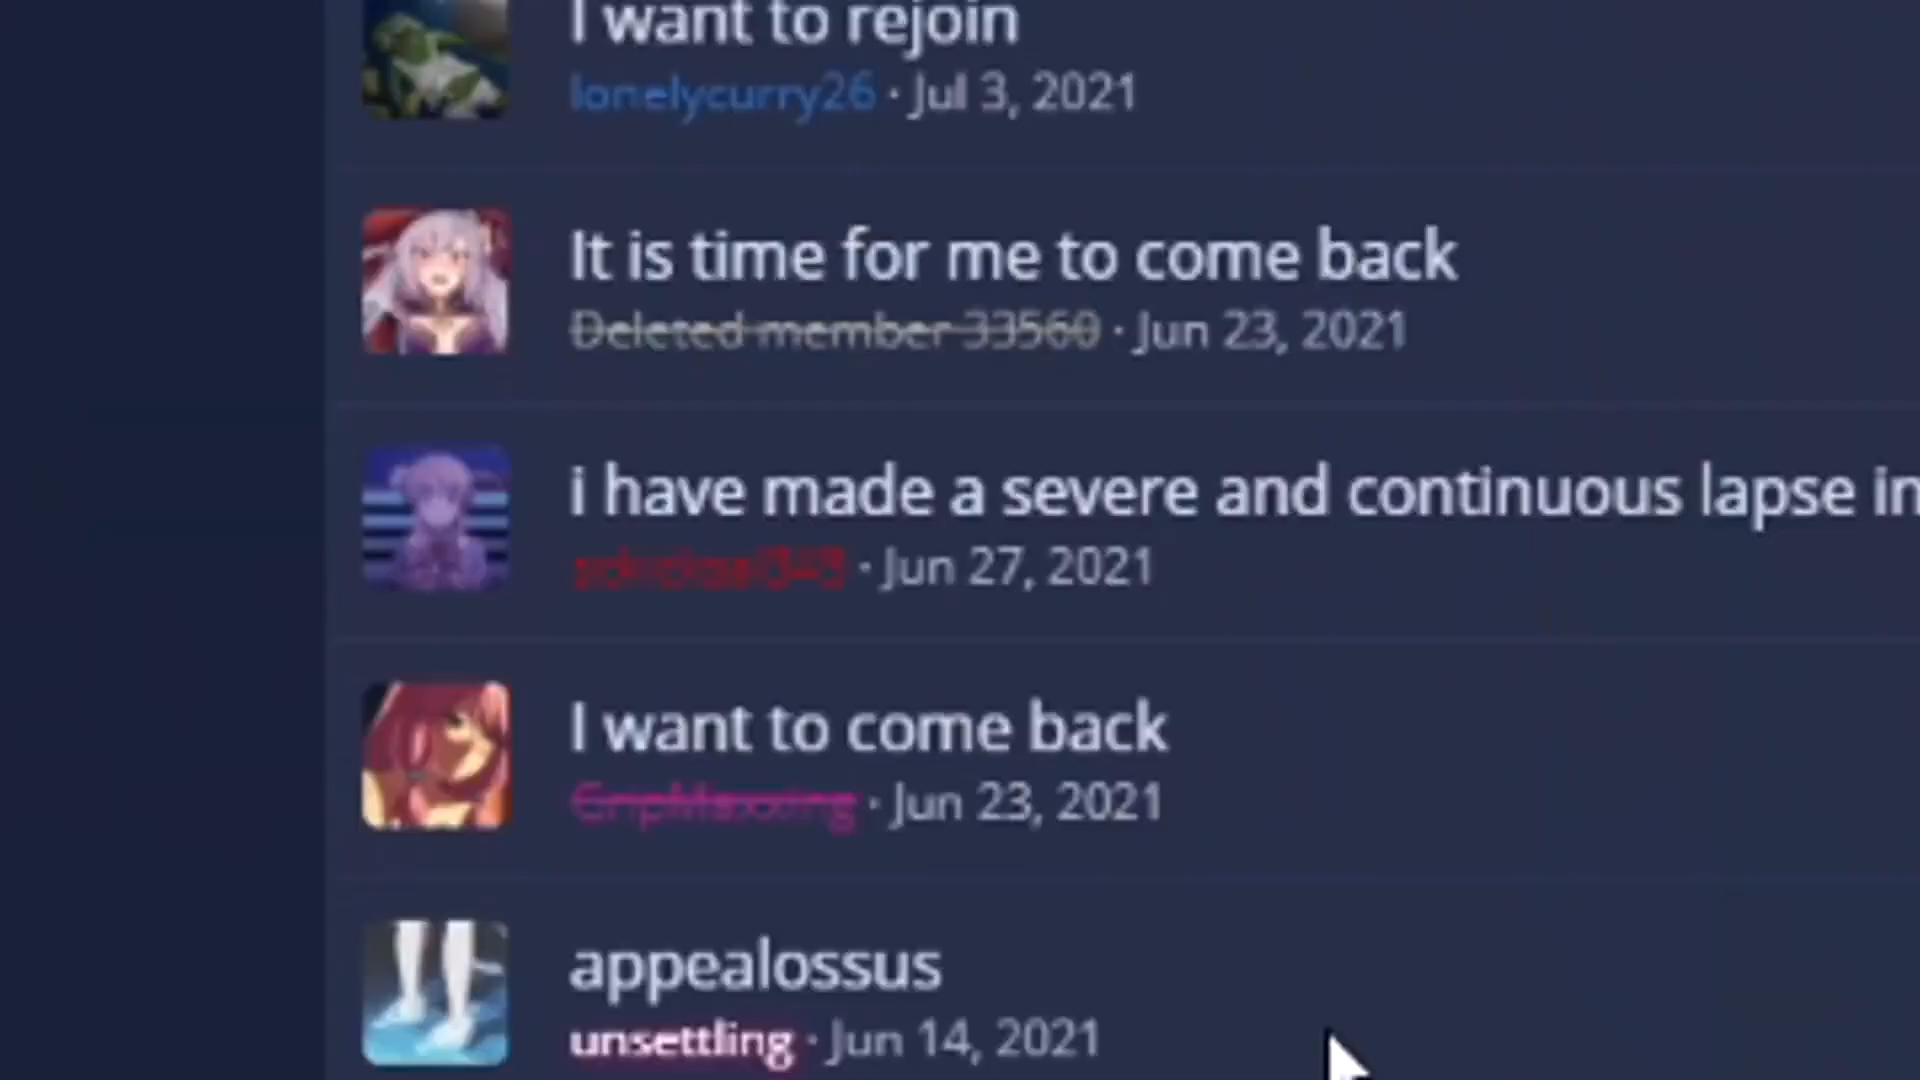 I want to rejoin
lonelycurry26 · Jul 3, 2021
It is time for me to come back
Deleted member 33560 · Jun 23, 2021
i have made a severe and continuous lapse in
· Jun 27, 2021
I want to come back
GripMaxxing · Jun 23, 2021
appealossus
unsettling · Jun 14, 2021